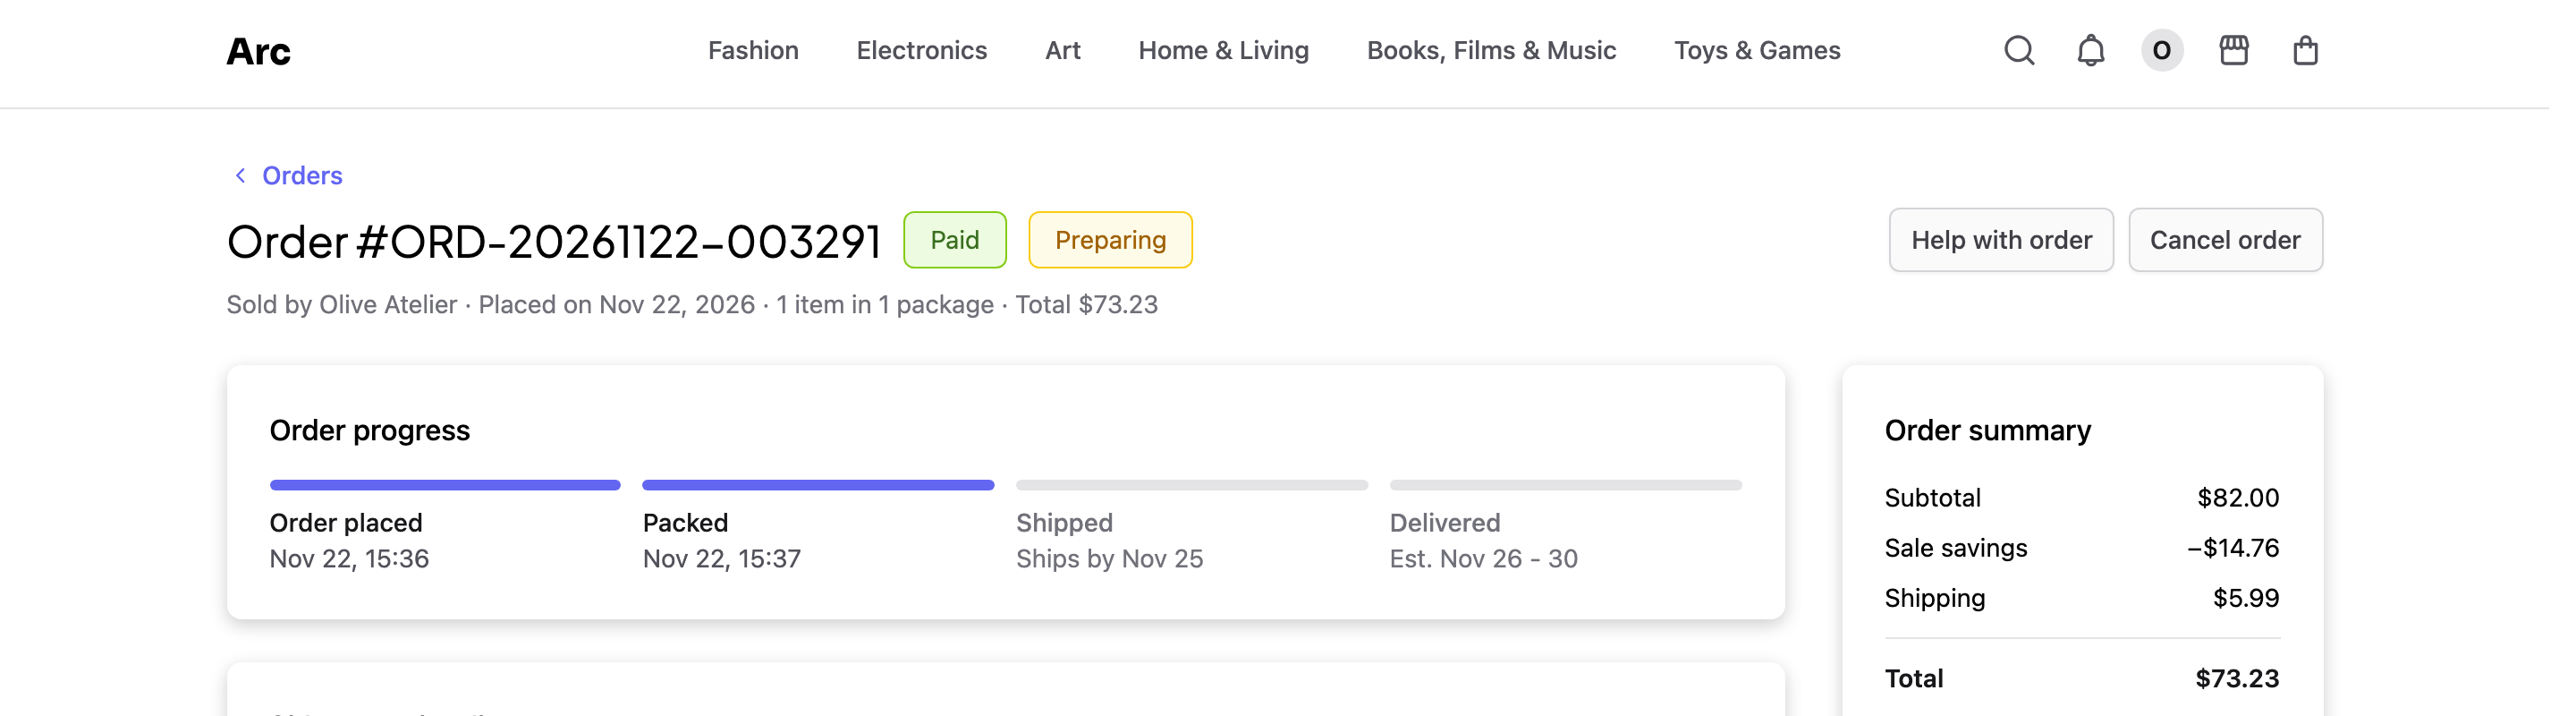 Arc
Fashion
Electronics
Art
Home & Living
Books, Films & Music
Toys & Games
O
Orders
Order #ORD-20261122-003291
Paid
Preparing
Help with order
Cancel order
Sold by Olive Atelier · Placed on Nov 22, 2026 · 1 item in 1 package · Total $73.23
Order progress
Order placed
Nov 22, 15:36
Packed
Nov 22, 15:37
Shipped
Ships by Nov 25
Delivered
Est. Nov 26 - 30
Order summary
Subtotal $82.00
Sale savings −$14.76
Shipping $5.99
Total $73.23